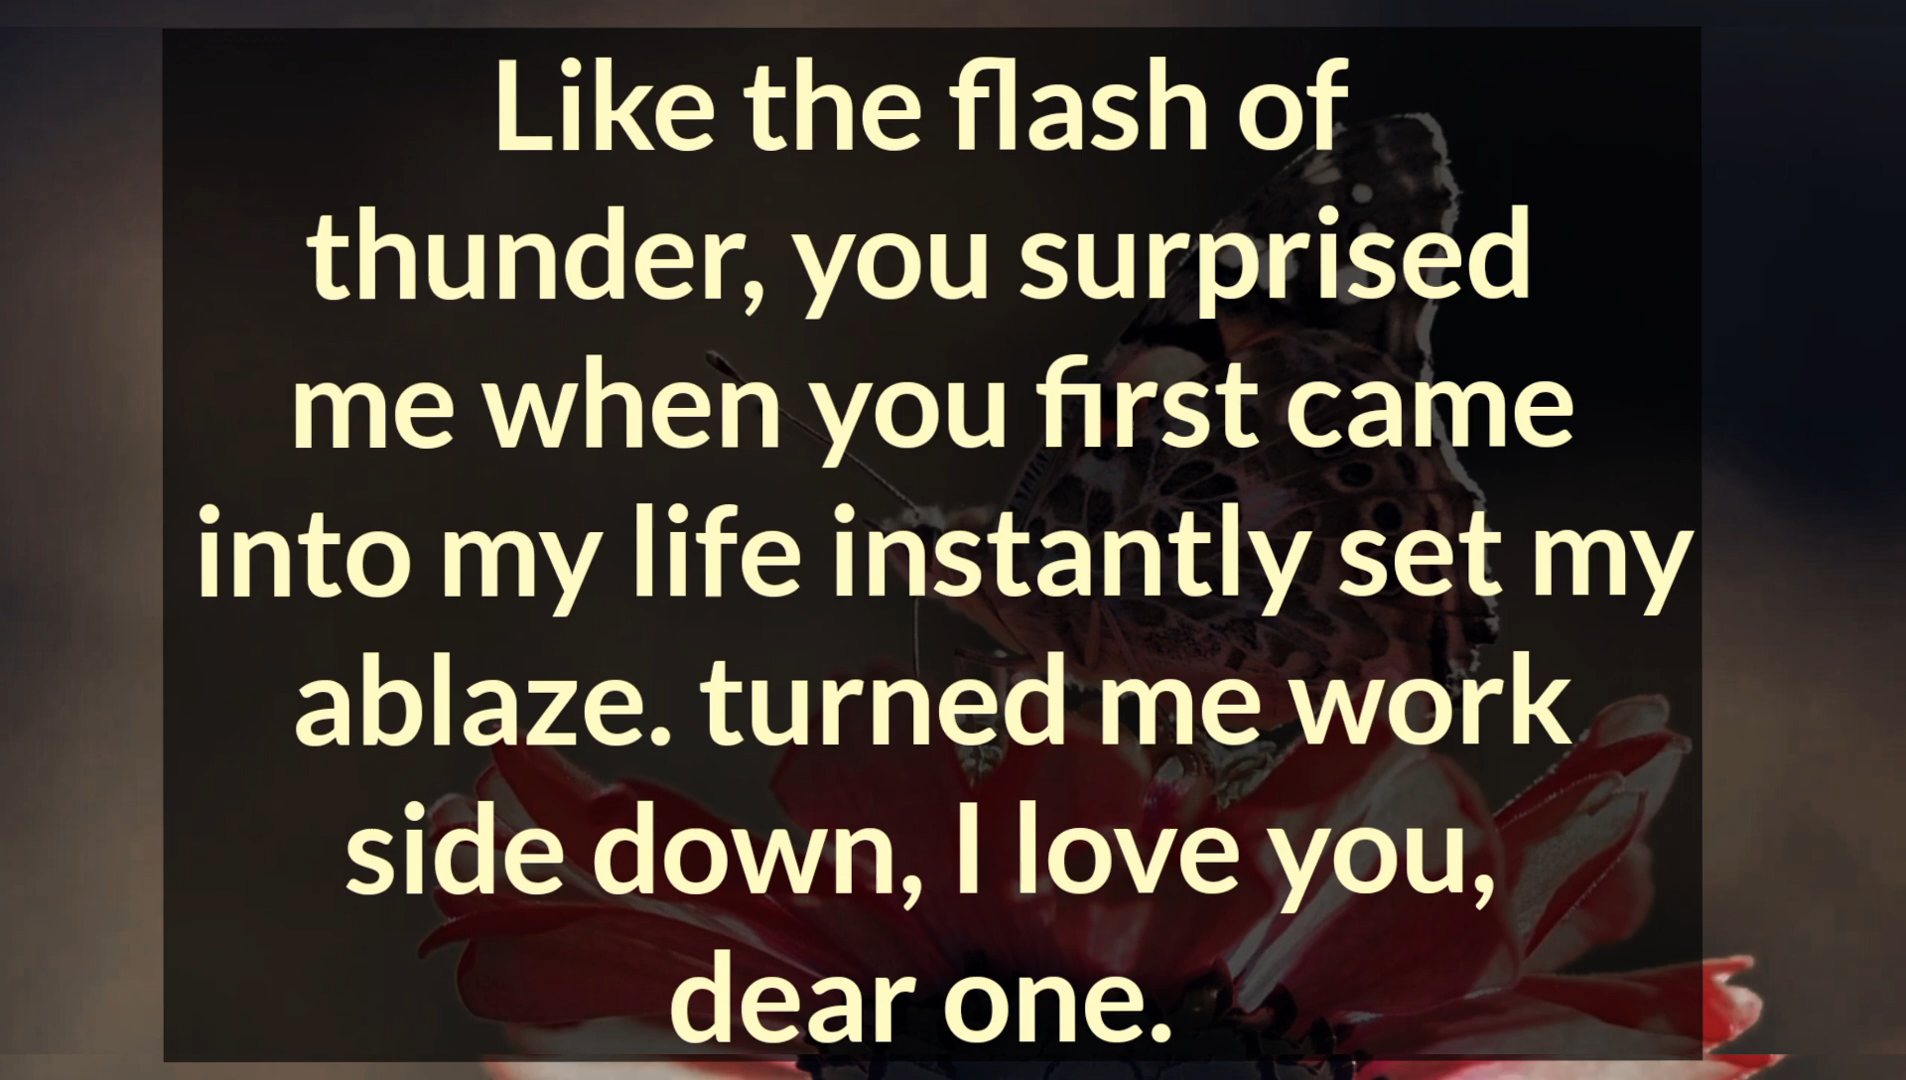 Like the flash of
thunder, you surprised
me when you first came
into my life instantly set my
ablaze. turned me work
side down, I love you,
dear one.